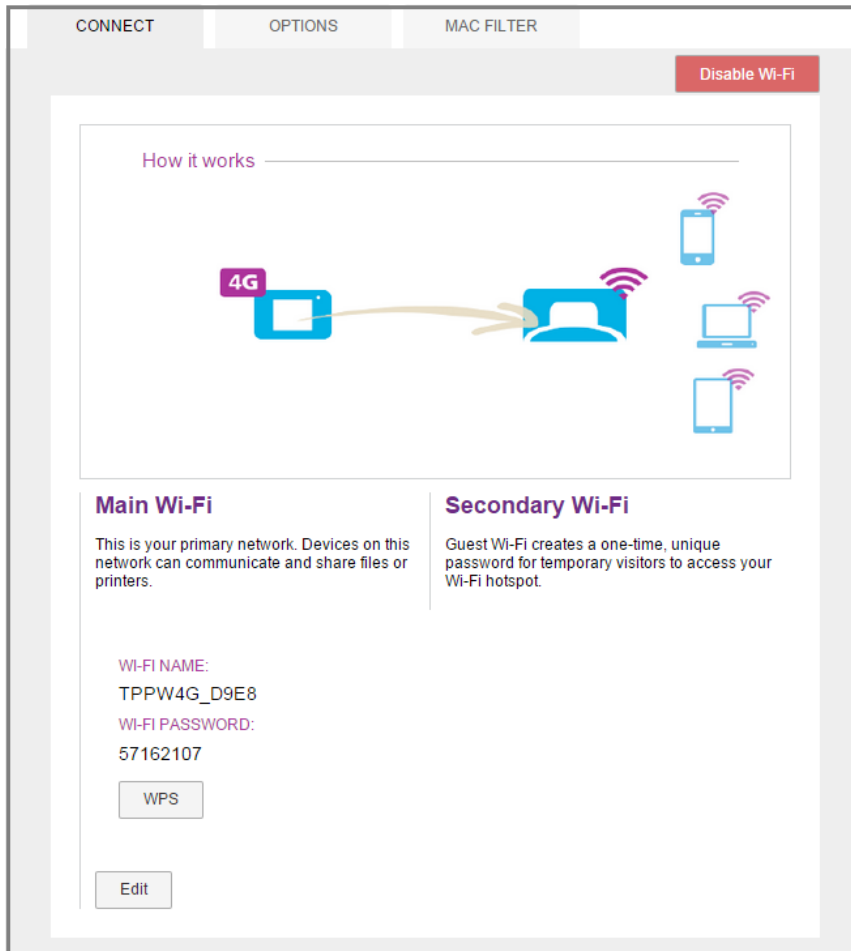 CONNECT
OPTIONS
MAC FILTER
Disable Wi-Fi
How it works
4G
Main Wi-Fi
This is your primary network. Devices on this
network can communicate and share files or
printers.
Secondary Wi-Fi
Guest Wi-Fi creates a one-time, unique
password for temporary visitors to access your
Wi-Fi hotspot.
WI-FI NAME:
TPPW4G_D9E8
WI-FI PASSWORD:
57162107
WPS
Edit